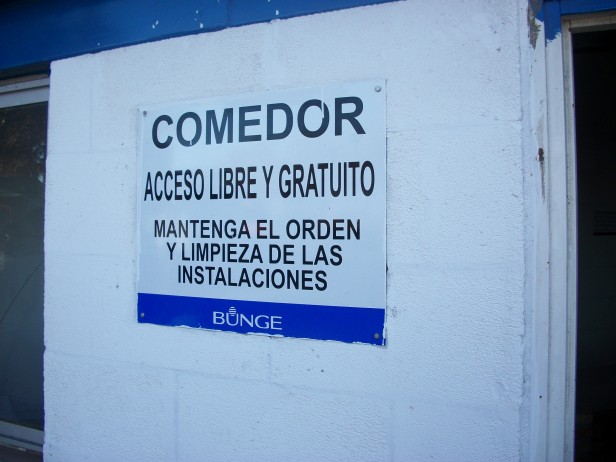 COMEDOR
ACCESO LIBRE Y GRATUITO
MANTENGA EL ORDEN
Y LIMPIEZA DE LAS
INSTALACIONES
BUNGE